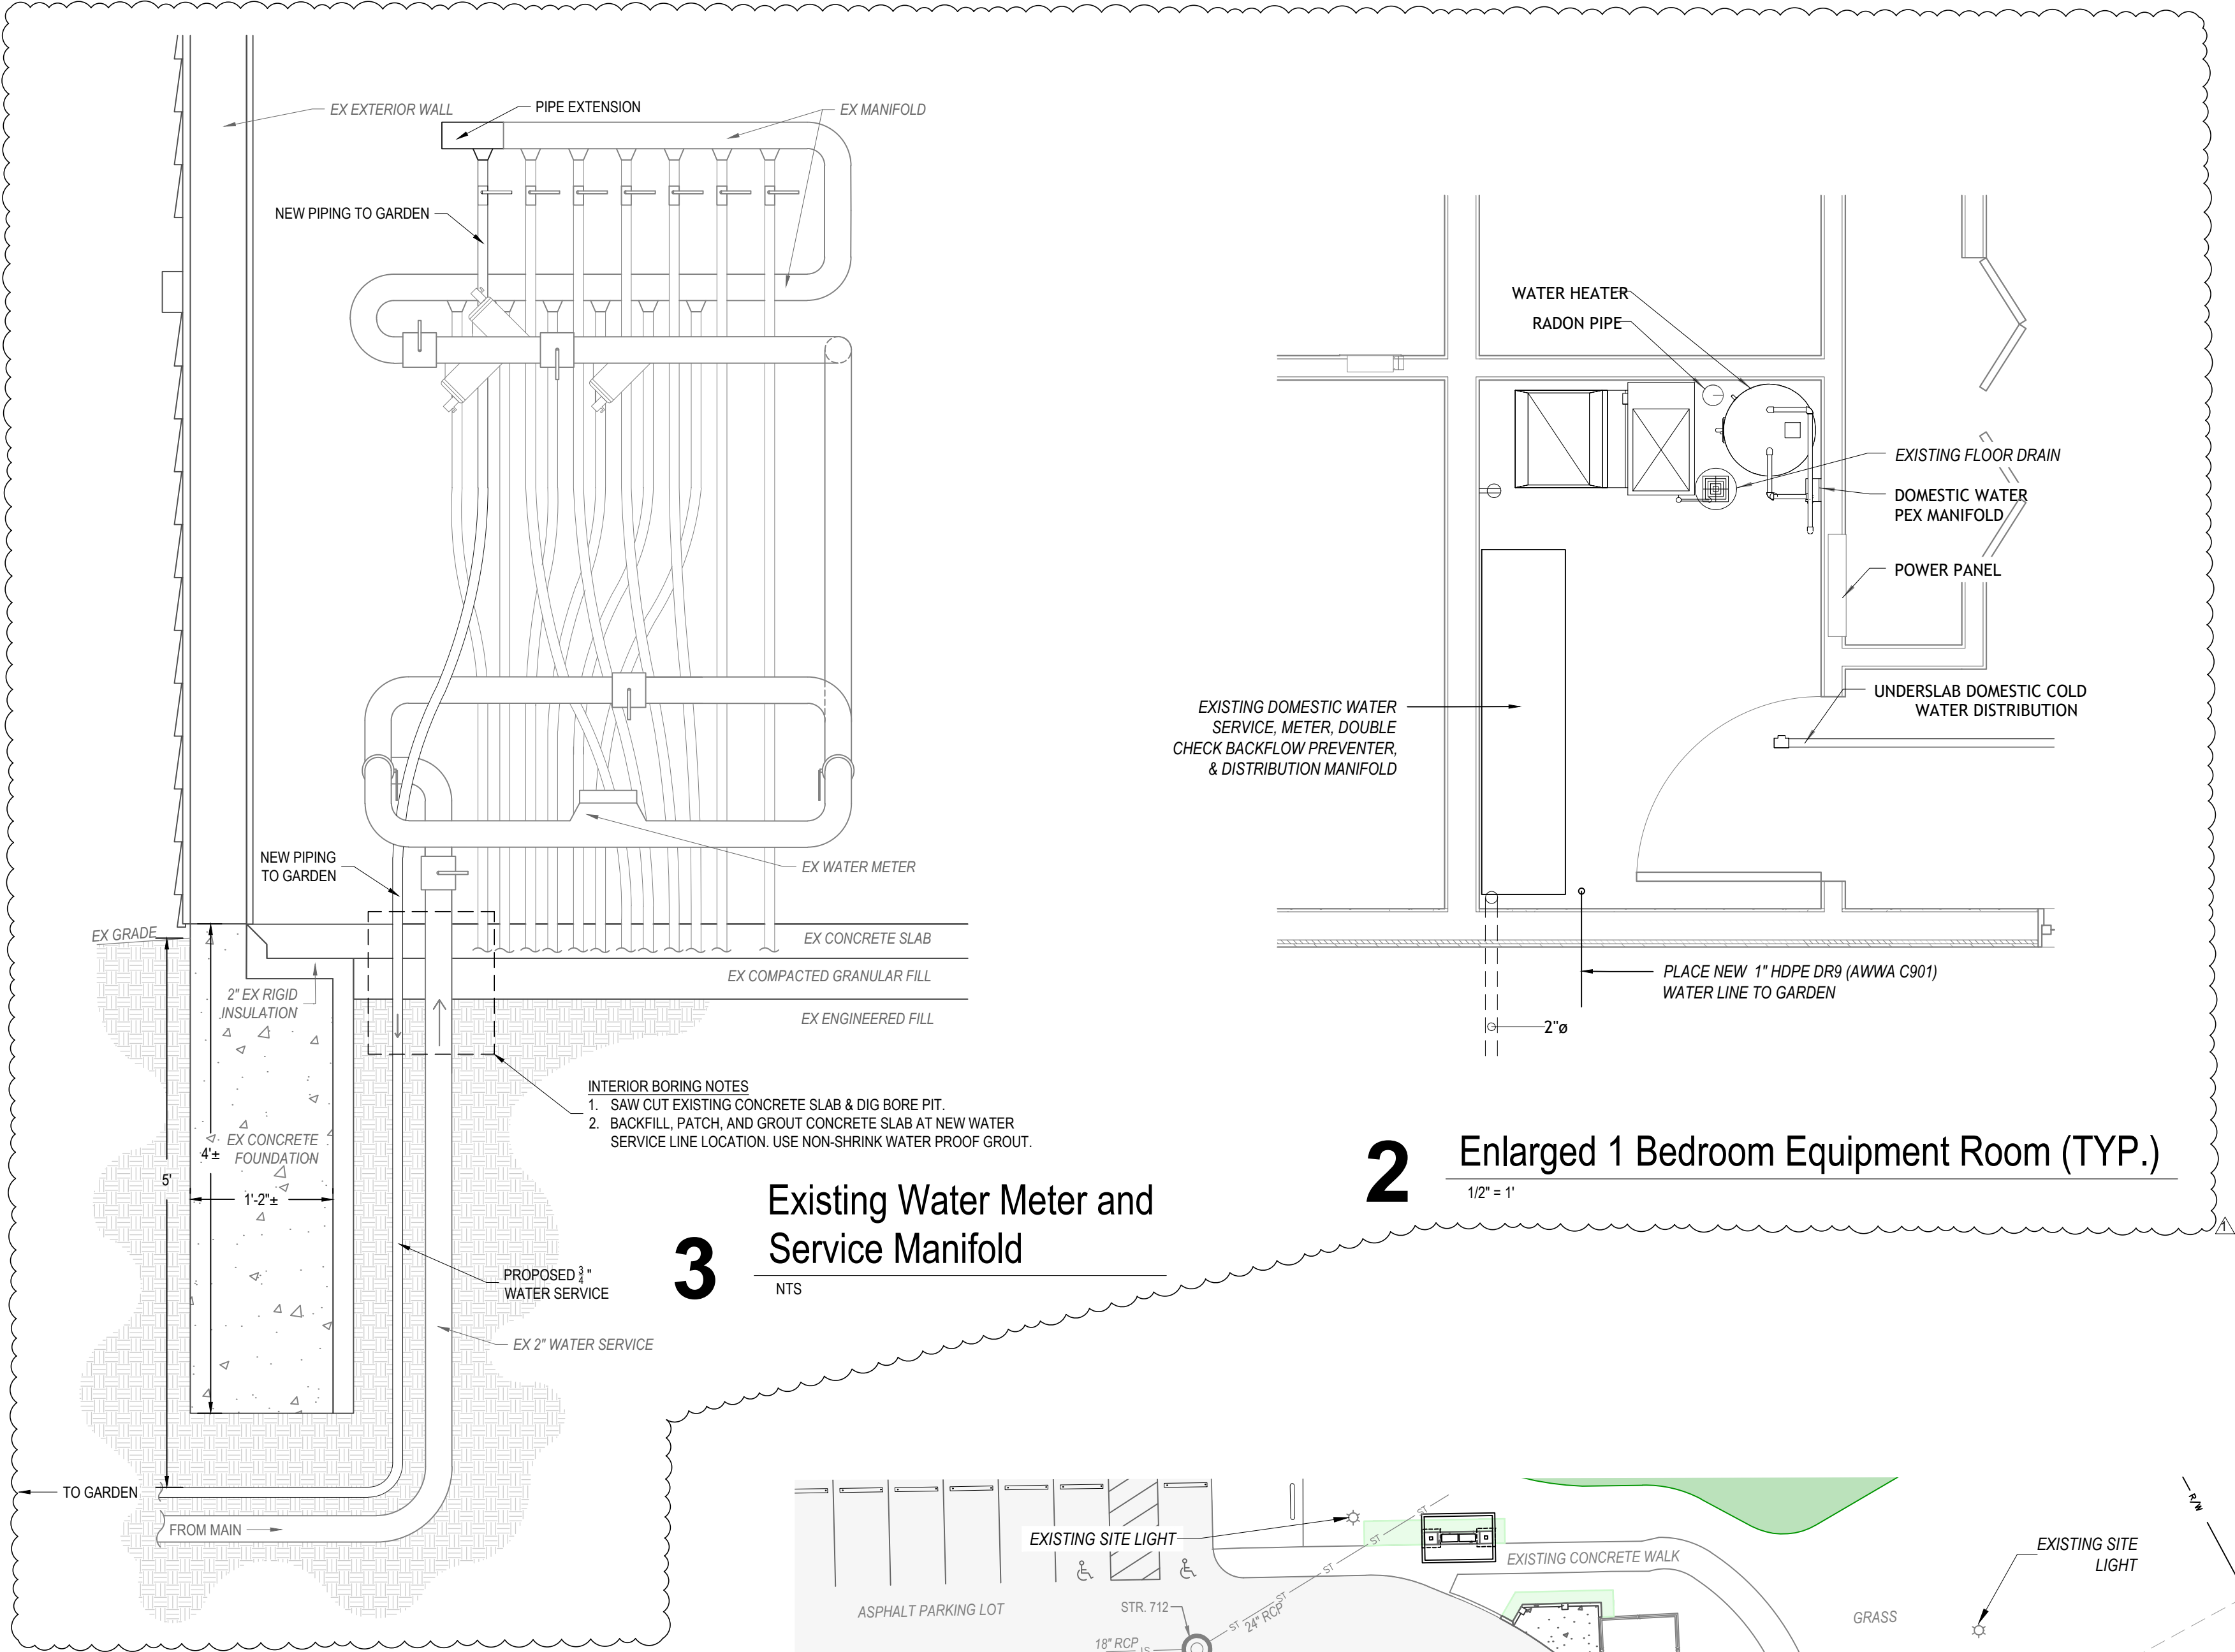 EX EXTERIOR WALL
PIPE EXTENSION
EX MANIFOLD
NEW PIPING TO GARDEN
NEW PIPING
TO GARDEN
EX WATER METER
EX GRADE
EX CONCRETE SLAB
EX COMPACTED GRANULAR FILL
2" EX RIGID
INSULATION
EX ENGINEERED FILL
INTERIOR BORING NOTES
1. SAW CUT EXISTING CONCRETE SLAB & DIG BORE PIT.
2. BACKFILL, PATCH, AND GROUT CONCRETE SLAB AT NEW WATER
SERVICE LINE LOCATION. USE NON-SHRINK WATER PROOF GROUT.
EX CONCRETE
FOUNDATION
4'±
5'
1'-2"±
PROPOSED 3/4"
WATER SERVICE
EX 2" WATER SERVICE
TO GARDEN
FROM MAIN
3
Existing Water Meter and
Service Manifold
NTS
WATER HEATER
RADON PIPE
EXISTING FLOOR DRAIN
DOMESTIC WATER
PEX MANIFOLD
POWER PANEL
EXISTING DOMESTIC WATER
SERVICE, METER, DOUBLE
CHECK BACKFLOW PREVENTER,
& DISTRIBUTION MANIFOLD
UNDERSLAB DOMESTIC COLD
WATER DISTRIBUTION
PLACE NEW 1" HDPE DR9 (AWWA C901)
WATER LINE TO GARDEN
2"ø
2
Enlarged 1 Bedroom Equipment Room (TYP.)
1/2" = 1'
1
EXISTING SITE LIGHT
ST
ST
ST
ST
ST
EXISTING CONCRETE WALK
R/W
EXISTING SITE
LIGHT
ASPHALT PARKING LOT
STR. 712
24" RCP
18" RCP
GRASS